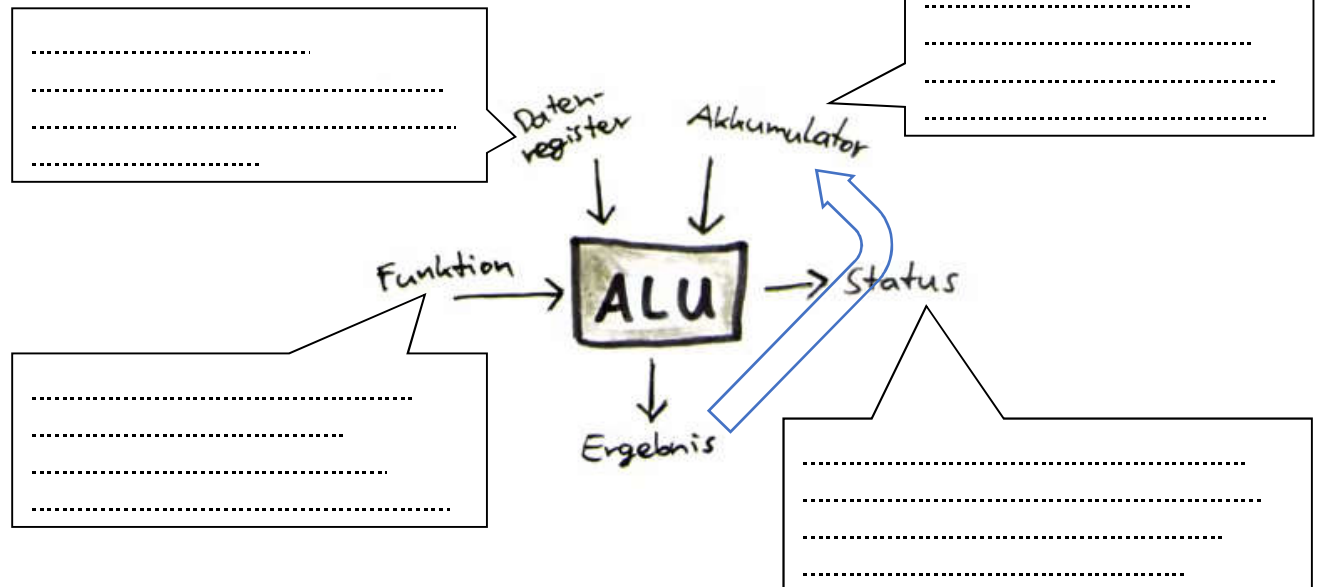 Daten-
register
Akkumulator
Funktion
ALU
Status
Ergebnis